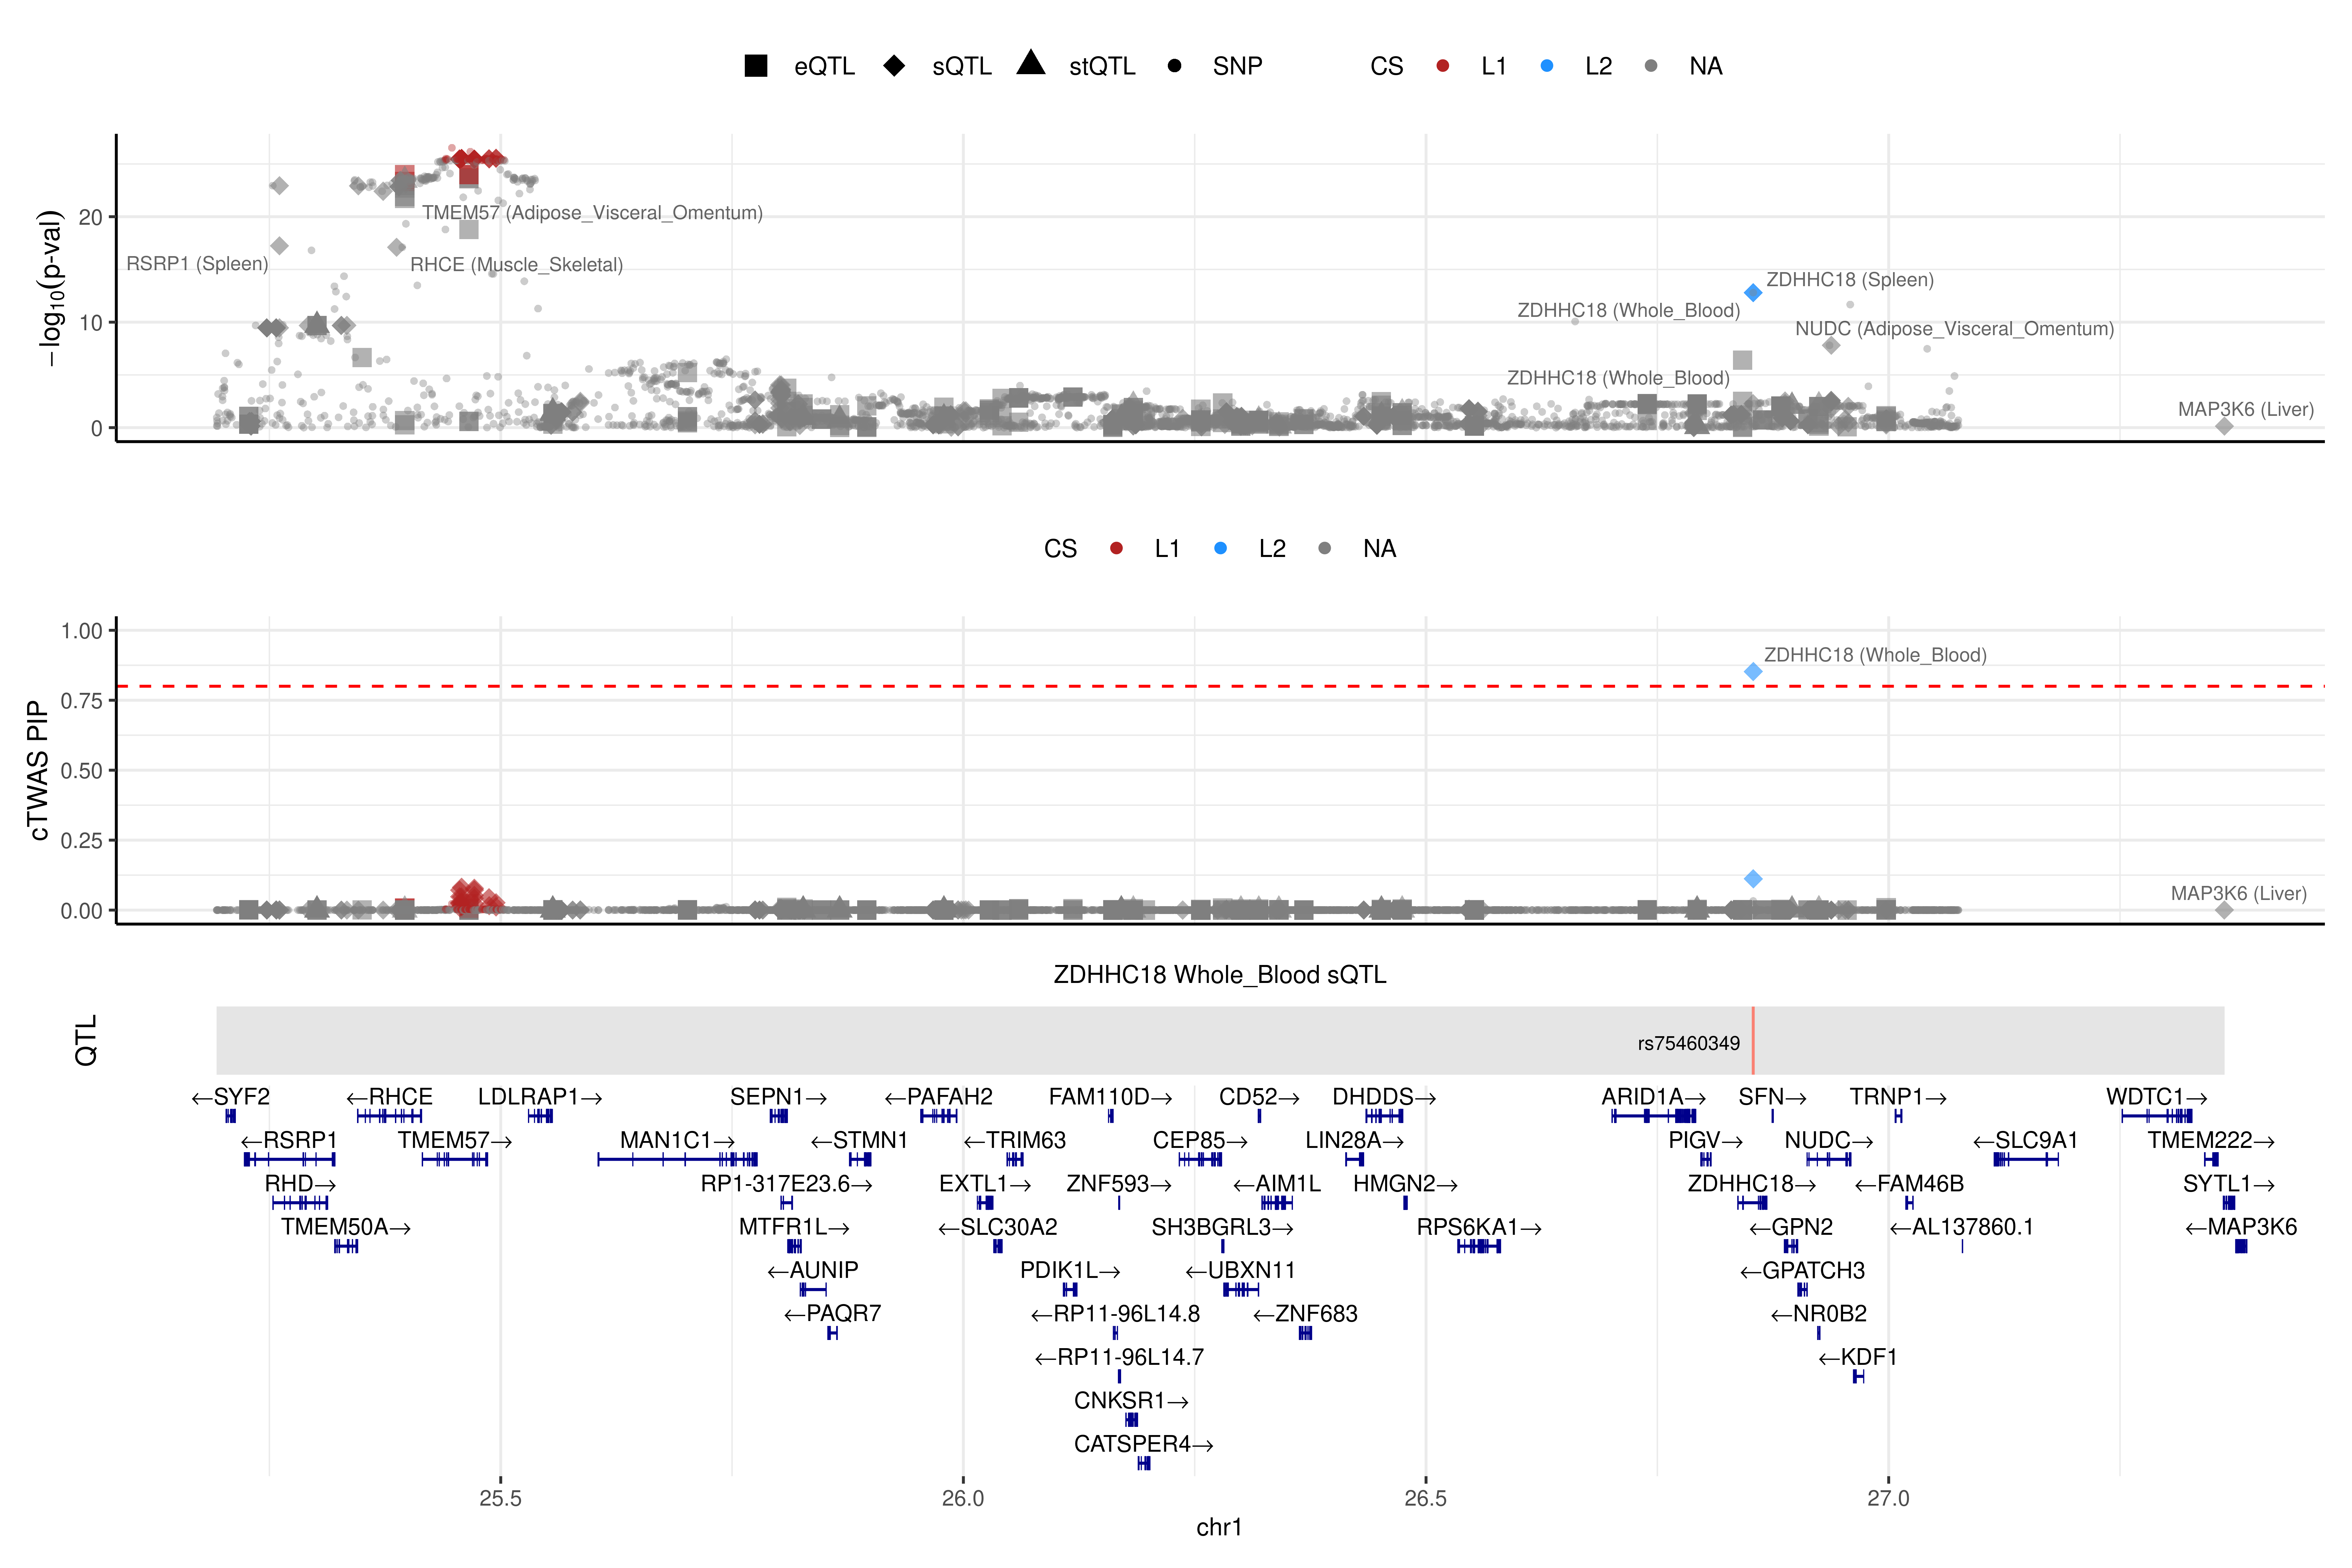 eQTL sQTL stQTL SNP CS L1 L2 NA
−log10(p-val)
20
10
0
TMEM57 (Adipose_Visceral_Omentum)
RSRP1 (Spleen)
RHCE (Muscle_Skeletal)
ZDHHC18 (Spleen)
ZDHHC18 (Whole_Blood)
NUDC (Adipose_Visceral_Omentum)
ZDHHC18 (Whole_Blood)
MAP3K6 (Liver)
CS L1 L2 NA
cTWAS PIP
1.00
0.75
0.50
0.25
0.00
ZDHHC18 (Whole_Blood)
MAP3K6 (Liver)
ZDHHC18 Whole_Blood sQTL
QTL
rs75460349
←SYF2 ←RHCE LDLRAP1→ SEPN1→ ←PAFAH2 FAM110D→ CD52→ DHDDS→ ARID1A→ SFN→ TRNP1→ WDTC1→
←RSRP1 TMEM57→ MAN1C1→ ←STMN1 ←TRIM63 CEP85→ LIN28A→ PIGV→ NUDC→ ←SLC9A1 TMEM222→
RHD→ RP1-317E23.6→ EXTL1→ ZNF593→ ←AIM1L HMGN2→ ZDHHC18→ ←FAM46B SYTL1→
TMEM50A→ MTFR1L→ ←SLC30A2 SH3BGRL3→ RPS6KA1→ ←GPN2 ←AL137860.1 ←MAP3K6
←AUNIP PDIK1L→ ←UBXN11 ←GPATCH3
←PAQR7 ←RP11-96L14.8 ←ZNF683 ←NR0B2
←RP11-96L14.7 ←KDF1
CNKSR1→
CATSPER4→
25.5 26.0 26.5 27.0
chr1